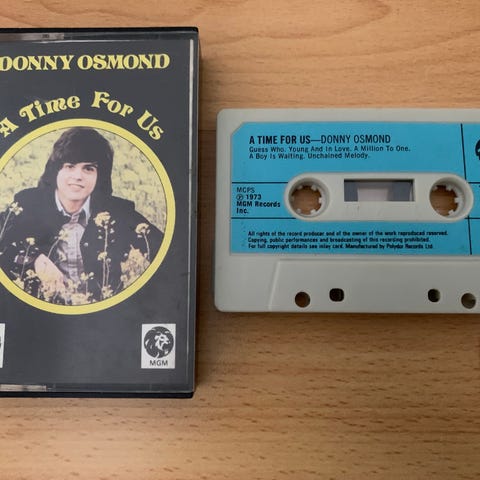 DONNY OSMOND
A Time For Us
MGM
A TIME FOR US—DONNY OSMOND
Guess Who. Young And In Love. A Million To One.
A Boy Is Waiting. Unchained Melody.
MCPS
℗ 1973
MGM Records
Inc.
All rights of the record producer and of the owner of the work reproduced reserved.
Copying, public performances and broadcasting of this recording prohibited.
For full copyright details see inlay card. Manufactured by Polydor Records Ltd.